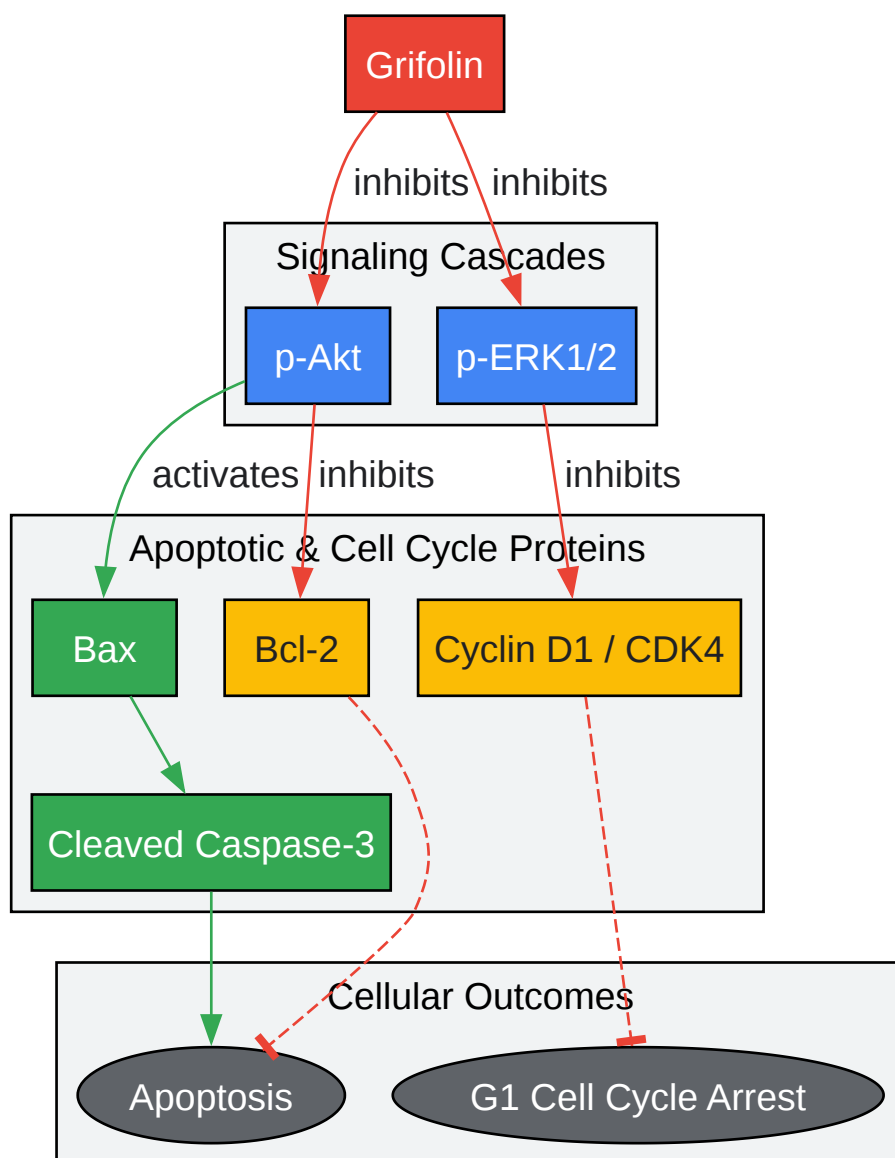 Grifolin
inhibits inhibits
Signaling Cascades
p-Akt p-ERK1/2
activates inhibits inhibits
Apoptotic & Cell Cycle Proteins
Bax Bcl-2 Cyclin D1 / CDK4
Cleaved Caspase-3
Cellular Outcomes
Apoptosis G1 Cell Cycle Arrest